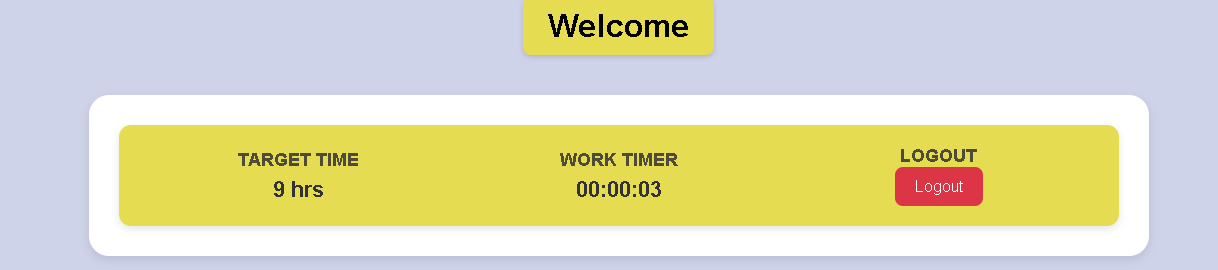 Welcome
TARGET TIME
9 hrs
WORK TIMER
00:00:03
LOGOUT
Logout